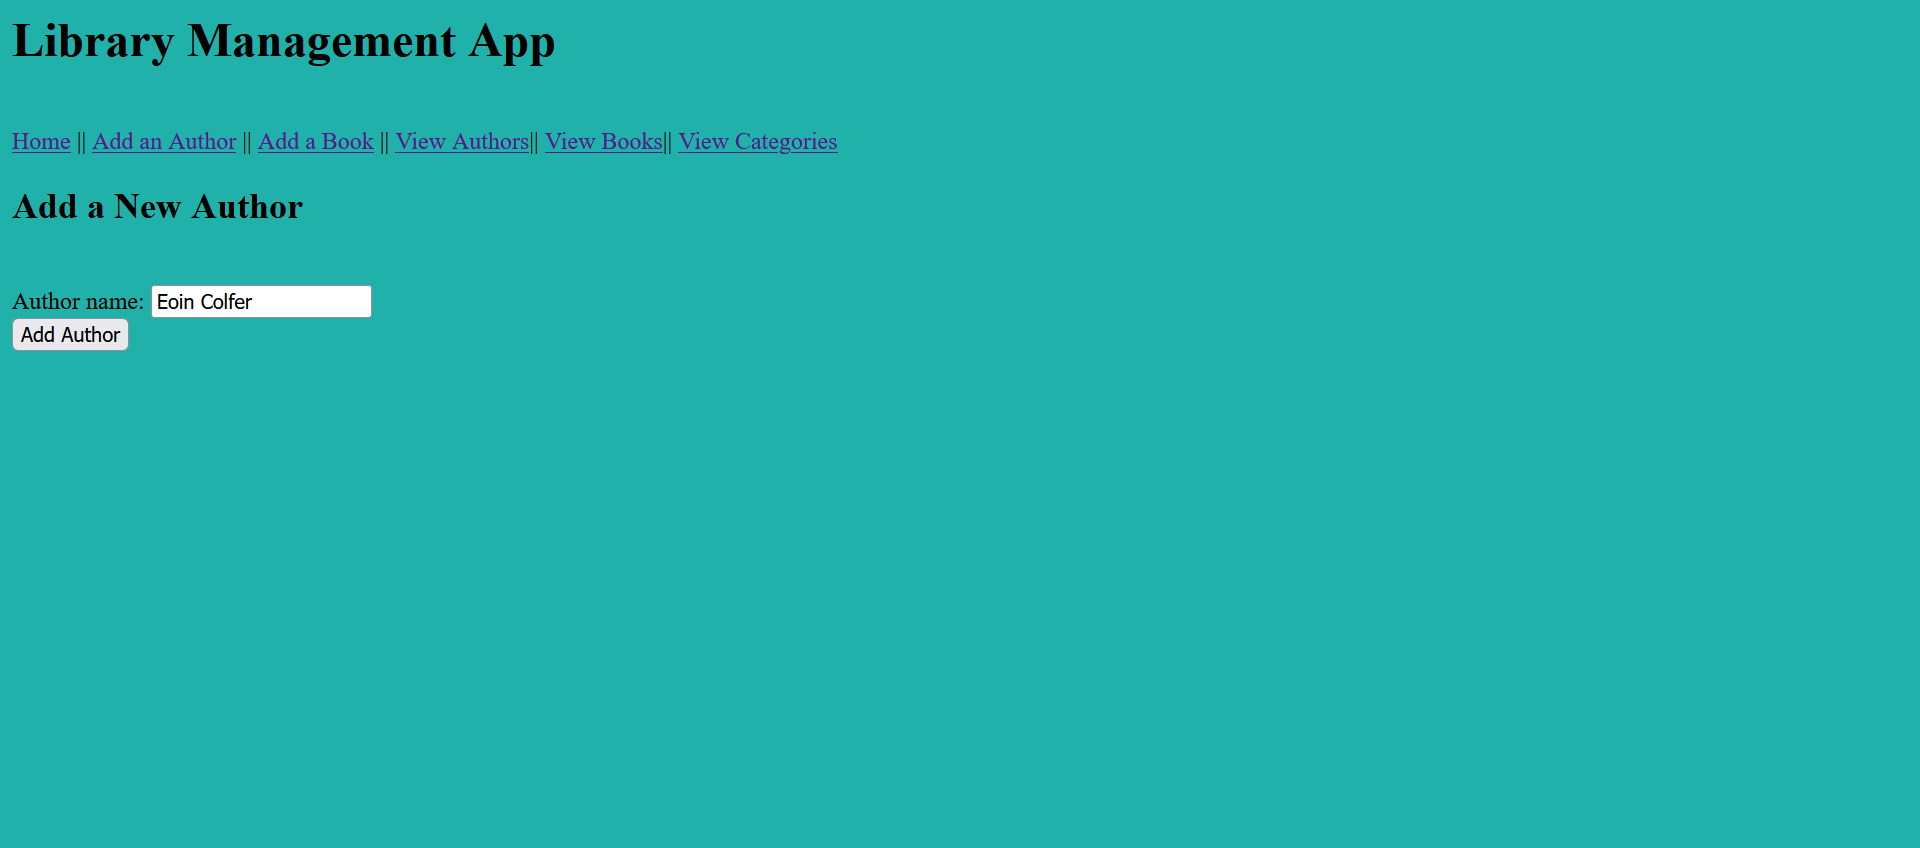 Library Management App
Home || Add an Author || Add a Book || View Authors|| View Books|| View Categories
Add a New Author
Author name: Eoin Colfer
Add Author